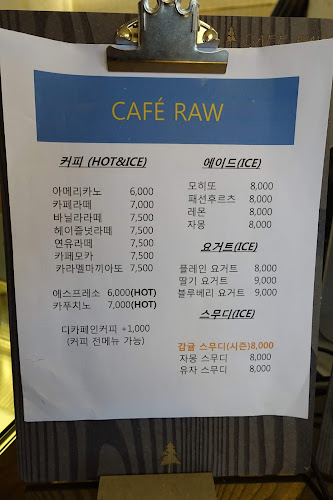 CAFÉ RAW
커피 (HOT&ICE)
아메리카노 6,000
카페라떼 7,000
바닐라라떼 7,500
헤이즐넛라떼 7,500
연유라떼 7,500
카페모카 7,500
카라멜마끼아또 7,500
에스프레소 6,000(HOT)
카푸치노 7,000(HOT)
디카페인커피 +1,000
(커피 전메뉴 가능)
에이드(ICE)
모히또 8,000
패션후르츠 8,000
레몬 8,000
자몽 8,000
요거트(ICE)
플레인 요거트 8,000
딸기 요거트 9,000
블루베리 요거트 9,000
스무디(ICE)
감귤 스무디(시즌)8,000
자몽 스무디 8,000
유자 스무디 8,000